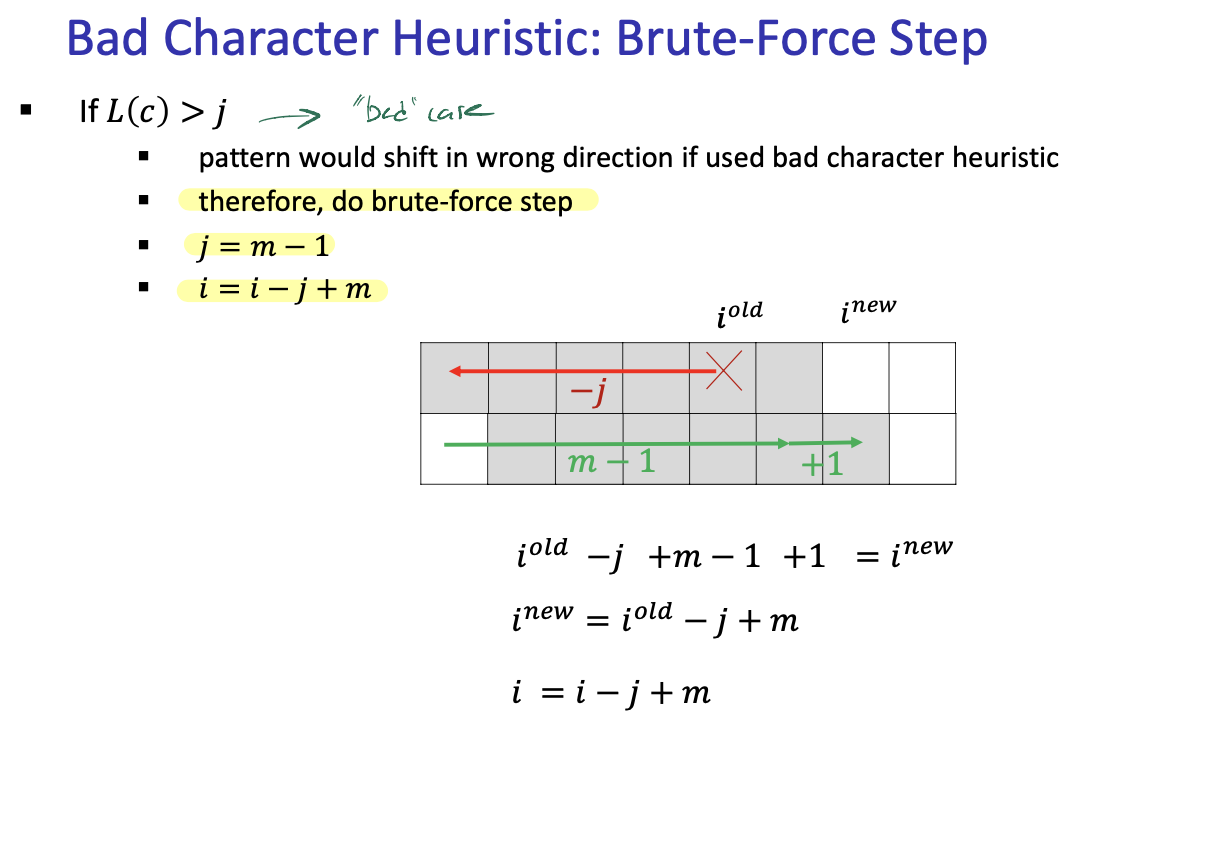 Bad Character Heuristic: Brute-Force Step
▪ If L(c) > j → "bad" case
▪ pattern would shift in wrong direction if used bad character heuristic
▪ therefore, do brute-force step
▪ j = m − 1
▪ i = i − j + m
i^old i^new
−j
m − 1 +1
i^old −j +m − 1 +1 = i^new
i^new = i^old − j + m
i = i − j + m